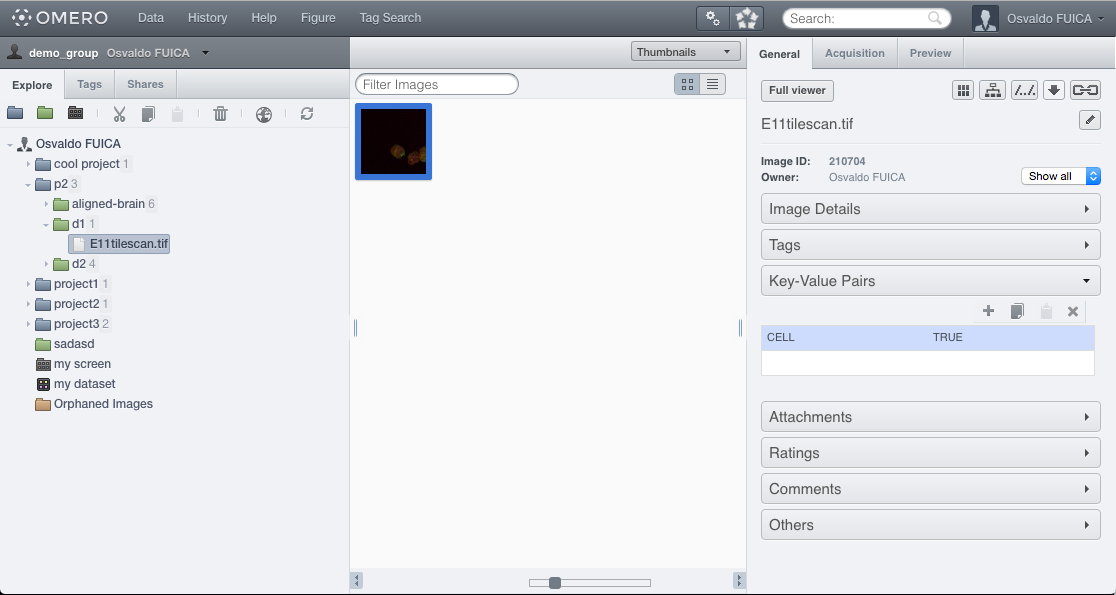 OMERO Data History Help Figure Tag Search Search: Osvaldo FUICA
demo_group Osvaldo FUICA
Explore Tags Shares
Osvaldo FUICA
cool project 1
p2 3
aligned-brain 6
d1 1
E11tilescan.tif
d2 4
project1 1
project2 1
project3 2
sadasd
my screen
my dataset
Orphaned Images
Thumbnails
Filter Images
General Acquisition Preview
Full viewer
E11tilescan.tif
Image ID: 210704
Owner: Osvaldo FUICA
Show all
Image Details
Tags
Key-Value Pairs
CELL TRUE
Attachments
Ratings
Comments
Others